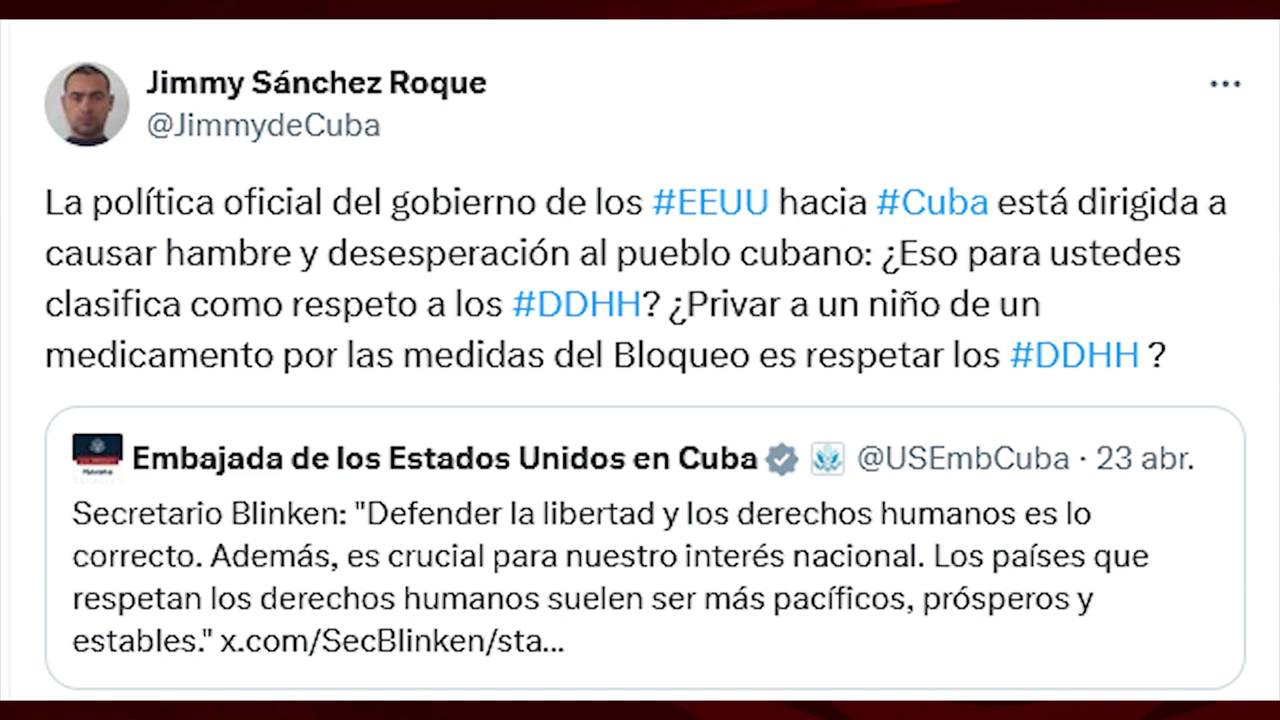 Jimmy Sánchez Roque
@JimmydeCuba
La política oficial del gobierno de los #EEUU hacia #Cuba está dirigida a
causar hambre y desesperación al pueblo cubano: ¿Eso para ustedes
clasifica como respeto a los #DDHH? ¿Privar a un niño de un
medicamento por las medidas del Bloqueo es respetar los #DDHH ?
Embajada de los Estados Unidos en Cuba @USEmbCuba · 23 abr.
Secretario Blinken: "Defender la libertad y los derechos humanos es lo
correcto. Además, es crucial para nuestro interés nacional. Los países que
respetan los derechos humanos suelen ser más pacíficos, prósperos y
estables." x.com/SecBlinken/sta...